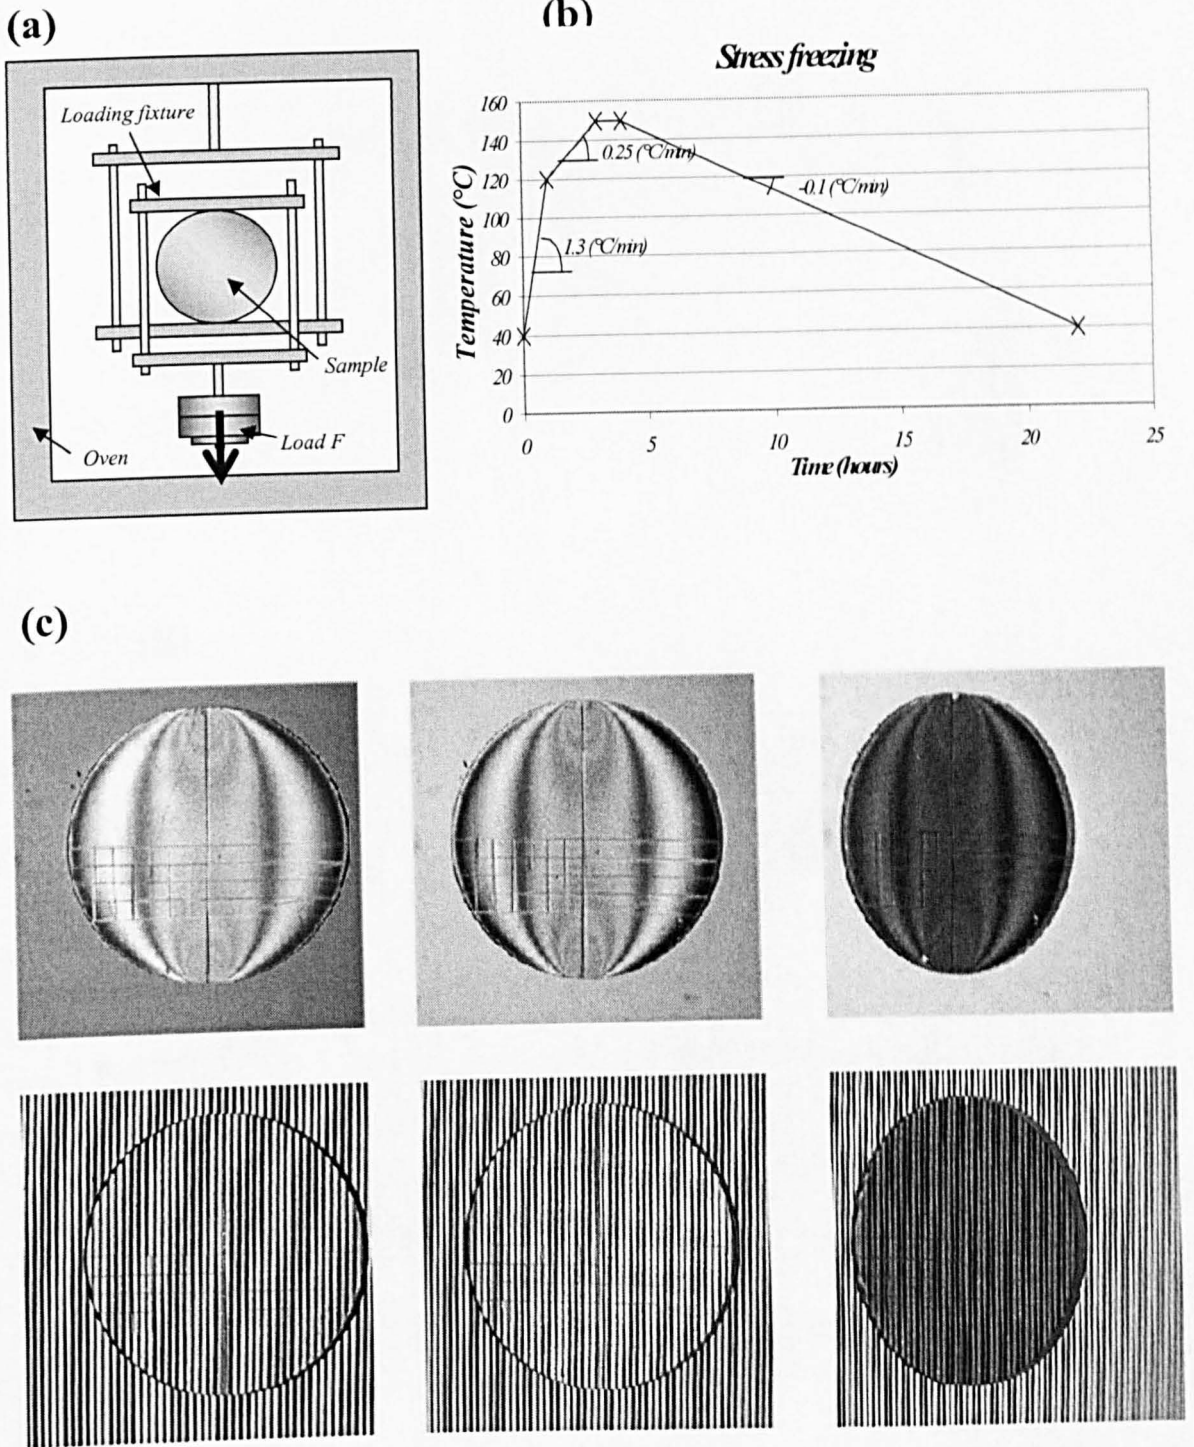 (a)
Loading fixture
Sample
Load F
Oven
(b)
Stress freezing
Temperature (°C)
160
140
120
100
80
60
40
20
0
0.25 (°C/min)
-0.1 (°C/min)
1.3 (°C/min)
0 5 10 15 20 25
Time (hours)
(c)